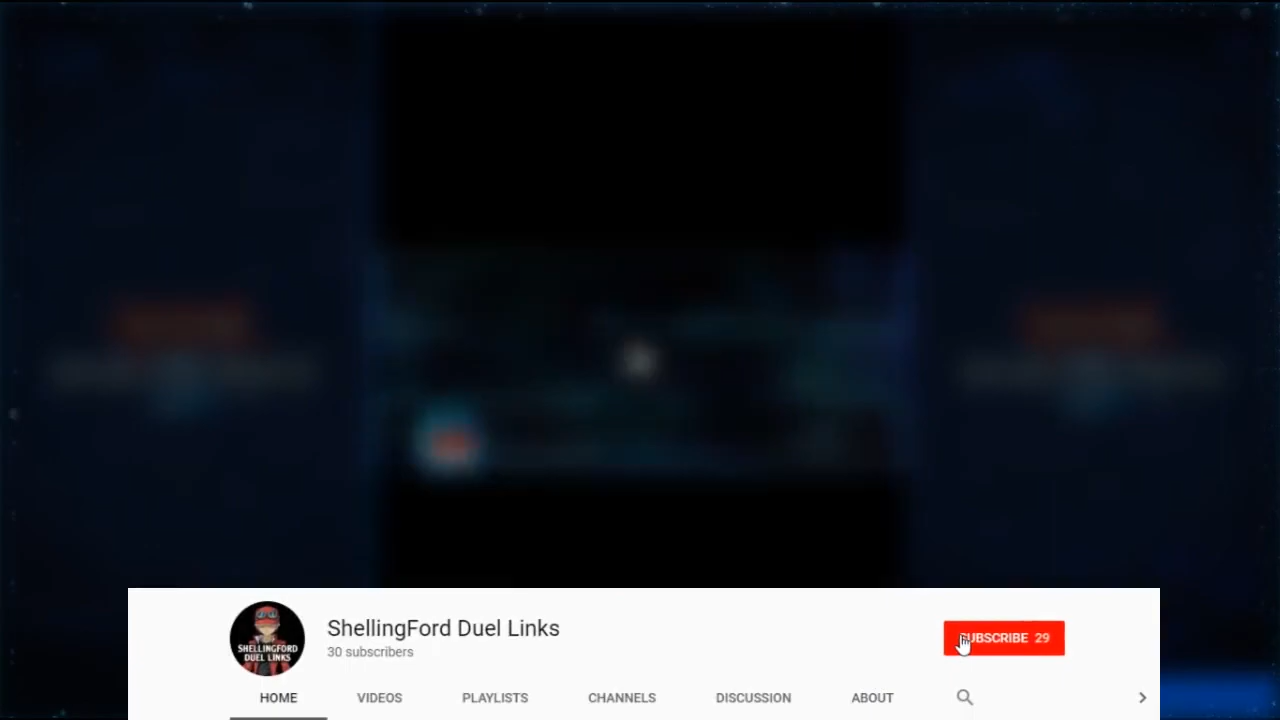 ShellingFord Duel Links
30 subscribers
SUBSCRIBE 29
SHELLINGFORD
DUEL LINKS
HOME VIDEOS PLAYLISTS CHANNELS DISCUSSION ABOUT